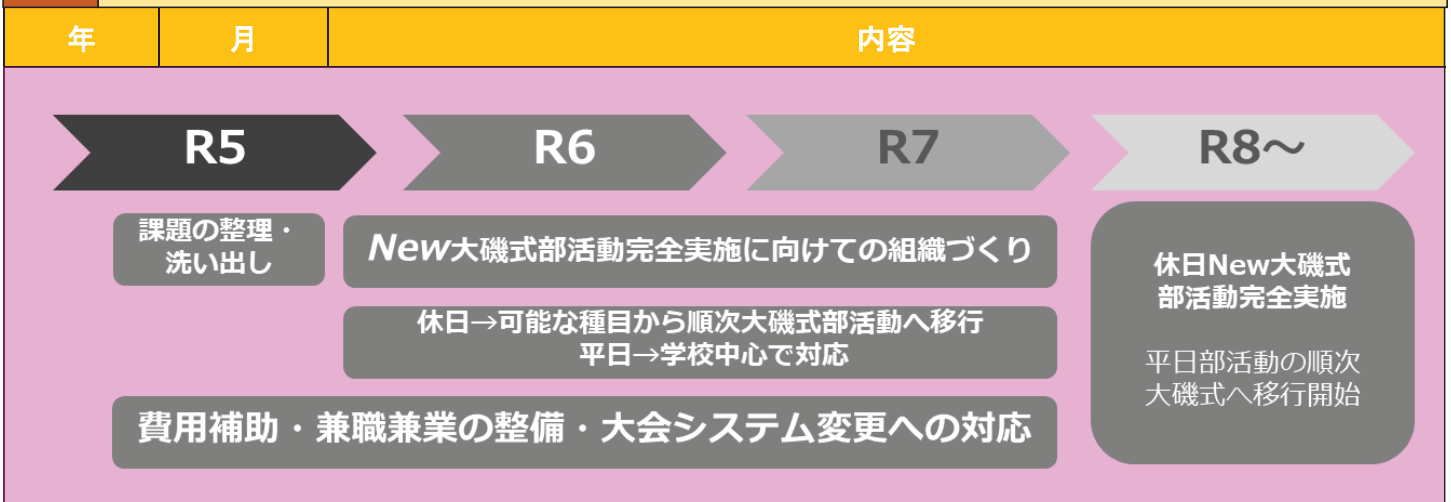 年 月 内容
R5 R6 R7 R8～
課題の整理・
洗い出し
New大磯式部活動完全実施に向けての組織づくり
休日→可能な種目から順次大磯式部活動へ移行
平日→学校中心で対応
費用補助・兼職兼業の整備・大会システム変更への対応
休日New大磯式
部活動完全実施
平日部活動の順次
大磯式へ移行開始